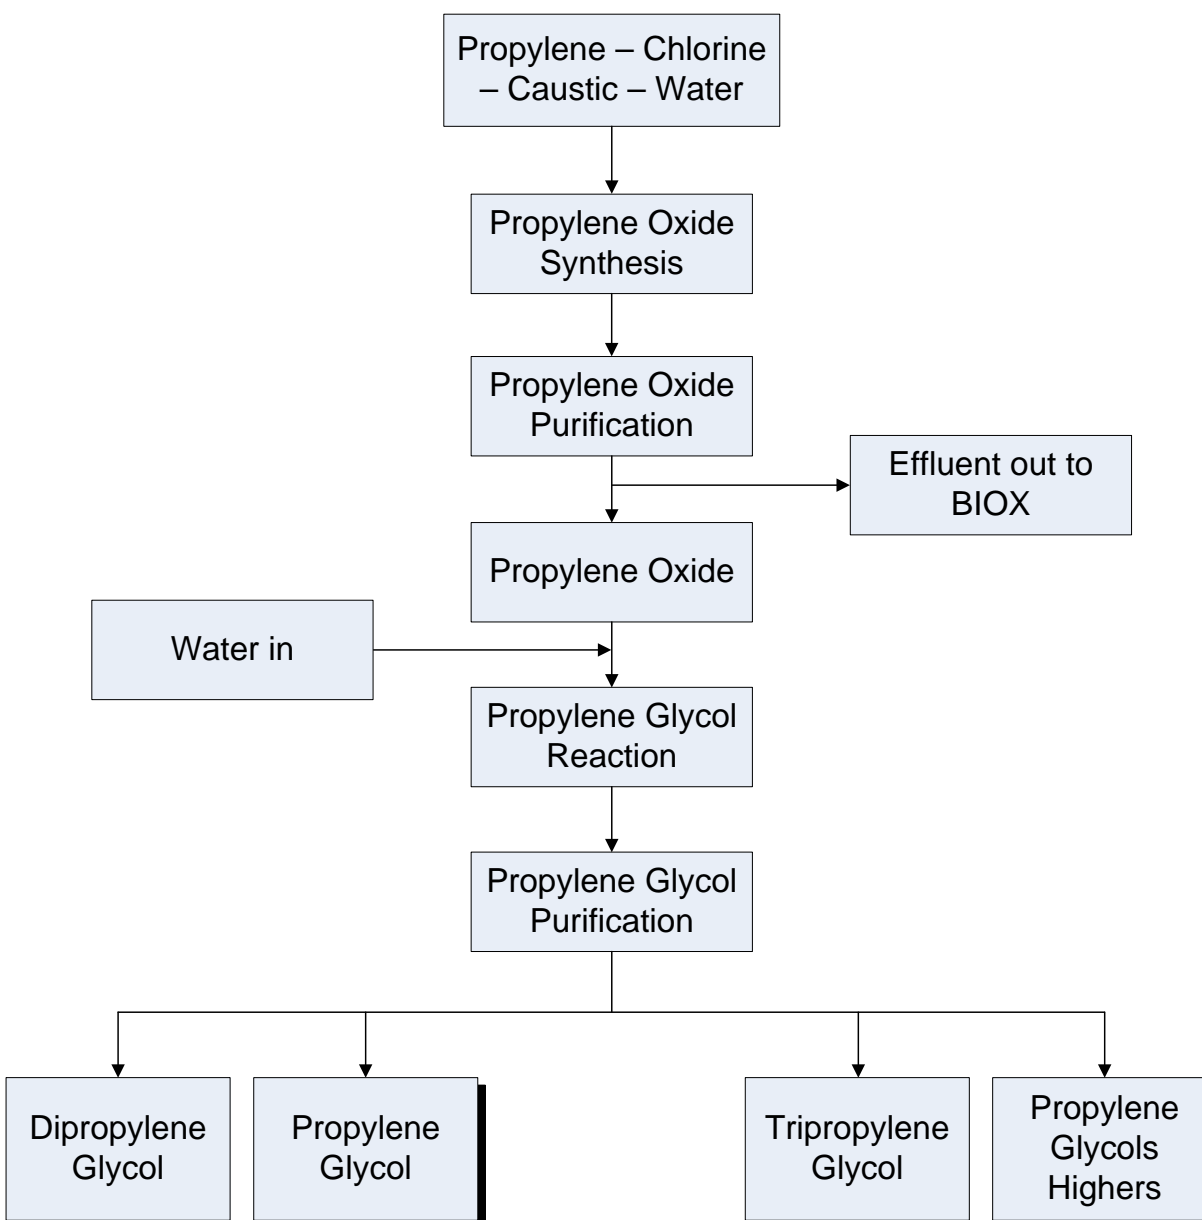 Propylene – Chlorine
– Caustic – Water
Propylene Oxide
Synthesis
Propylene Oxide
Purification
Effluent out to
BIOX
Propylene Oxide
Water in
Propylene Glycol
Reaction
Propylene Glycol
Purification
Dipropylene
Glycol
Propylene
Glycol
Tripropylene
Glycol
Propylene
Glycols
Highers